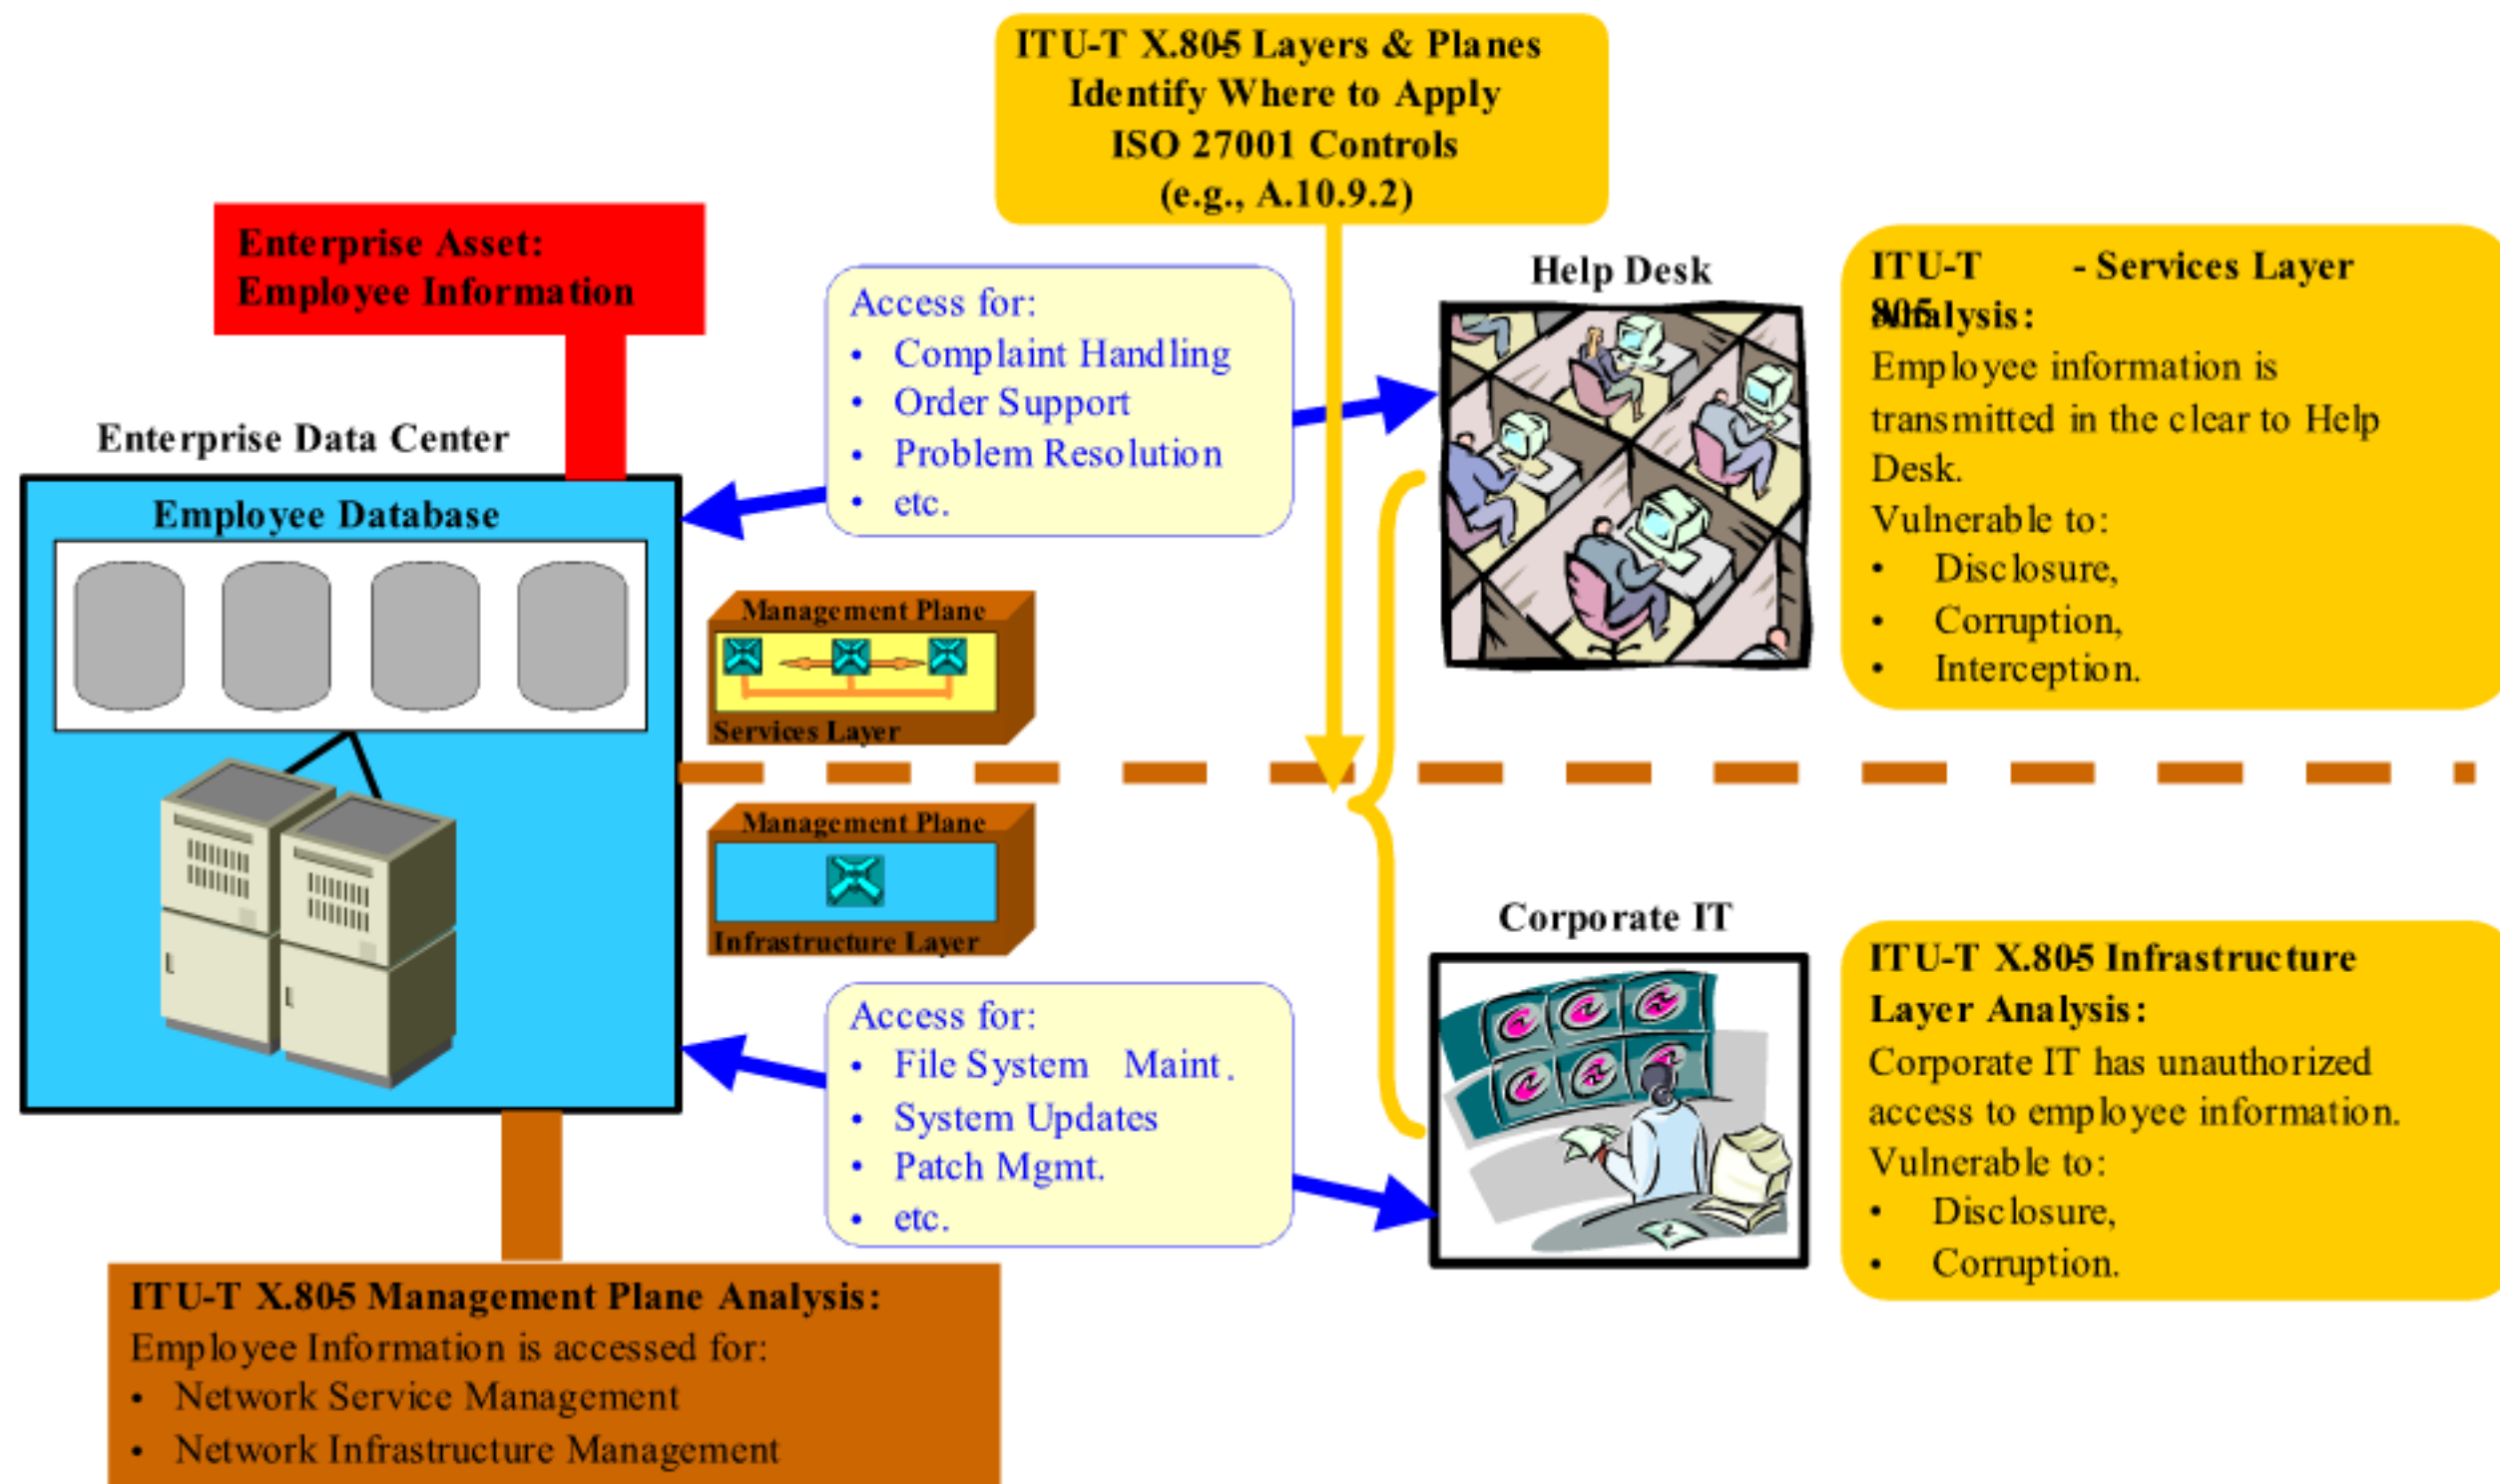 ITU-T X.805 Layers & Planes
Identify Where to Apply
ISO 27001 Controls
(e.g., A.10.9.2)
Enterprise Asset:
Employee Information
Access for:
• Complaint Handling
• Order Support
• Problem Resolution
• etc.
Help Desk
ITU-T - Services Layer
805
Analysis:
Employee information is
transmitted in the clear to Help
Desk.
Vulnerable to:
• Disclosure,
• Corruption,
• Interception.
Enterprise Data Center
Employee Database
Management Plane
Services Layer
Management Plane
Infrastructure Layer
Access for:
• File System Maint.
• System Updates
• Patch Mgmt.
• etc.
Corporate IT
ITU-T X.805 Infrastructure
Layer Analysis:
Corporate IT has unauthorized
access to employee information.
Vulnerable to:
• Disclosure,
• Corruption.
ITU-T X.805 Management Plane Analysis:
Employee Information is accessed for:
• Network Service Management
• Network Infrastructure Management